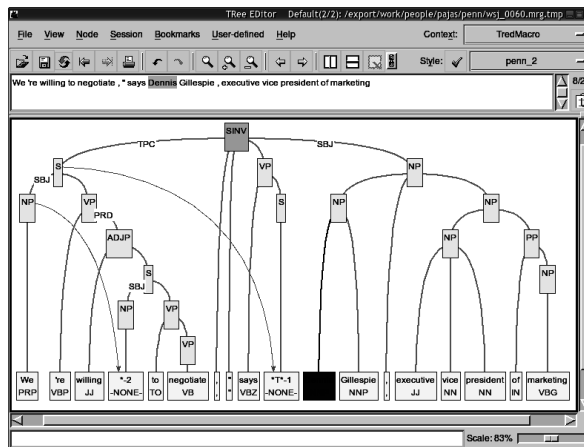 TRee EDitor Default(2/2): /export/work/people/pajas/penn/wsj_0060.mrg.tmp
File View Node Session Bookmarks User-defined Help Context: TredMacro
Style: penn_2
We 're willing to negotiate , " says Dennis Gillespie , executive vice president of marketing
8/2
SINV
TPC SBJ
S VP NP
SBJ
NP VP S NP NP
PRD
ADJP NP PP
S NP
SBJ
NP VP
VP
We 're willing *-2 to negotiate , " says *T*-1 Gillespie , executive vice president of marketing
PRP VBP JJ -NONE- TO VB , " VBZ -NONE- NNP , JJ NN NN IN VBG
Scale: 83%